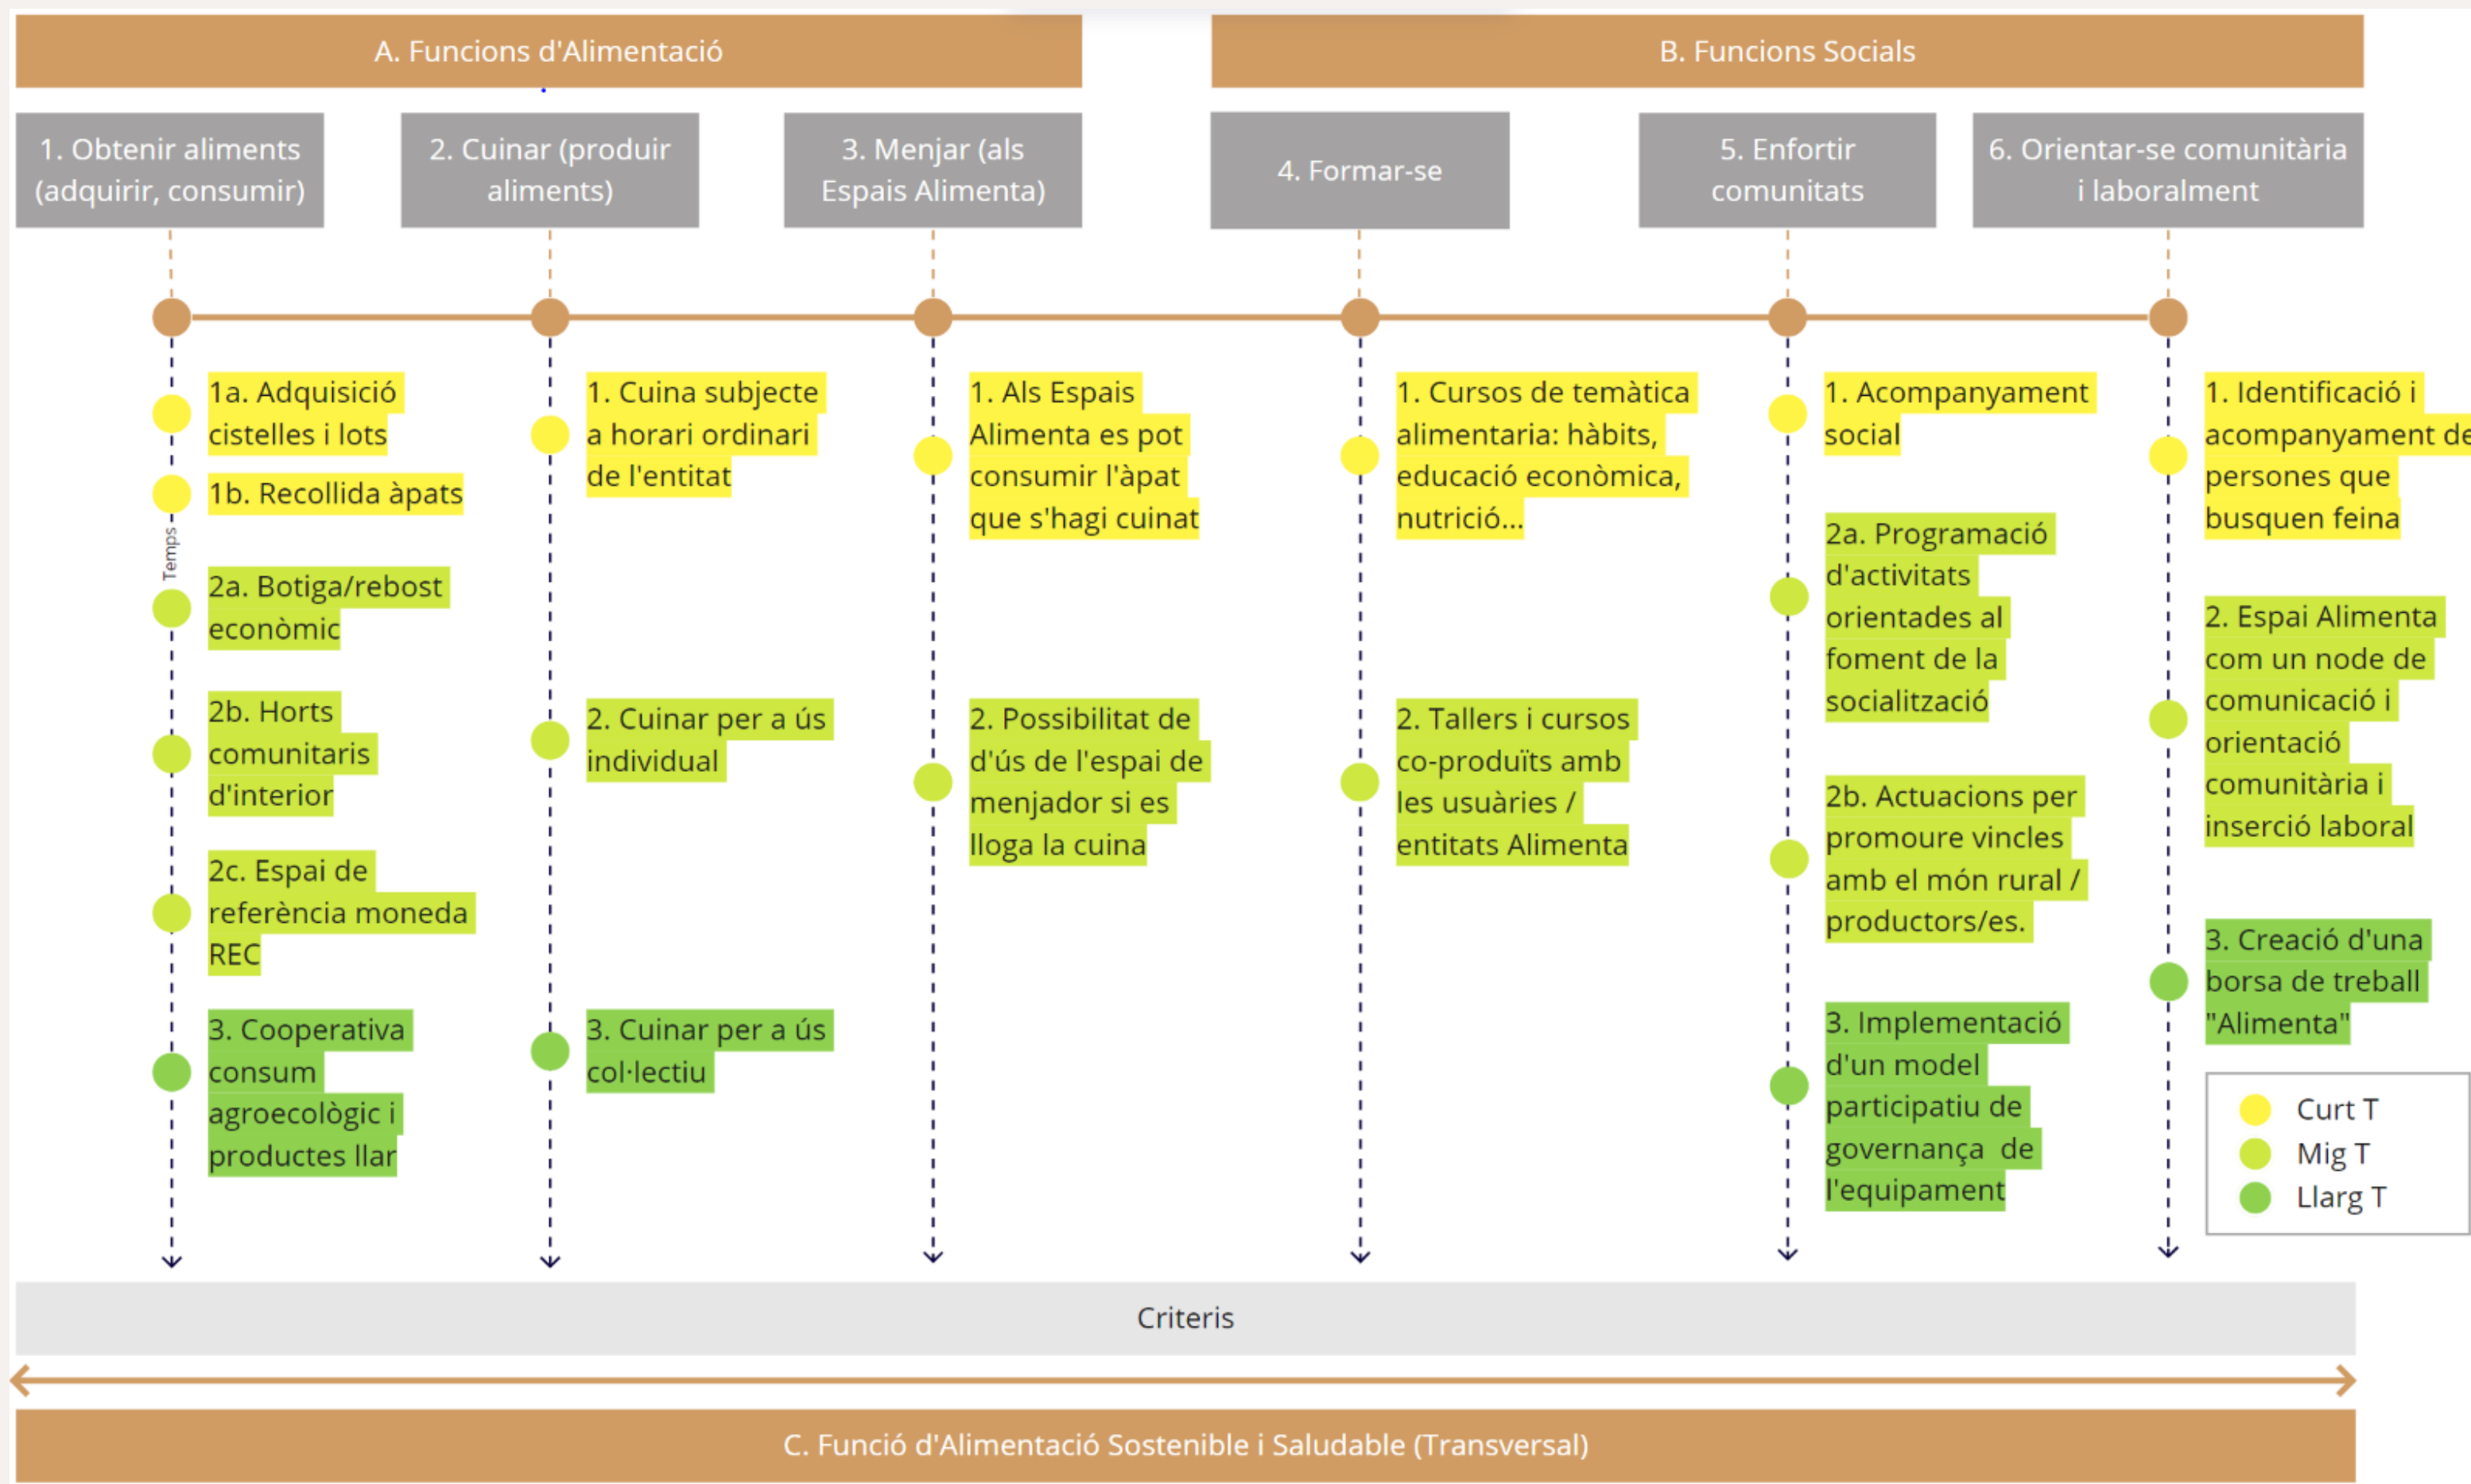 A. Funcions d'Alimentació
B. Funcions Socials
1. Obtenir aliments
(adquirir, consumir)
2. Cuinar (produir
aliments)
3. Menjar (als
Espais Alimenta)
4. Formar-se
5. Enfortir
comunitats
6. Orientar-se comunitària
i laboralment
1a. Adquisició
cistelles i lots
1b. Recollida àpats
Temps
2a. Botiga/rebost
econòmic
2b. Horts
comunitaris
d'interior
2c. Espai de
referència moneda
REC
3. Cooperativa
consum
agroecològic i
productes llar
1. Cuina subjecte
a horari ordinari
de l'entitat
2. Cuinar per a ús
individual
3. Cuinar per a ús
col·lectiu
1. Als Espais
Alimenta es pot
consumir l'àpat
que s'hagi cuinat
2. Possibilitat de
d'ús de l'espai de
menjador si es
lloga la cuina
1. Cursos de temàtica
alimentaria: hàbits,
educació econòmica,
nutrició...
2. Tallers i cursos
co-produïts amb
les usuàries /
entitats Alimenta
1. Acompanyament
social
2a. Programació
d'activitats
orientades al
foment de la
socialització
2b. Actuacions per
promoure vincles
amb el món rural /
productors/es.
3. Implementació
d'un model
participatiu de
governança de
l'equipament
1. Identificació i
acompanyament de
persones que
busquen feina
2. Espai Alimenta
com un node de
comunicació i
orientació
comunitària i
inserció laboral
3. Creació d'una
borsa de treball
"Alimenta"
Curt T
Mig T
Llarg T
Criteris
C. Funció d'Alimentació Sostenible i Saludable (Transversal)